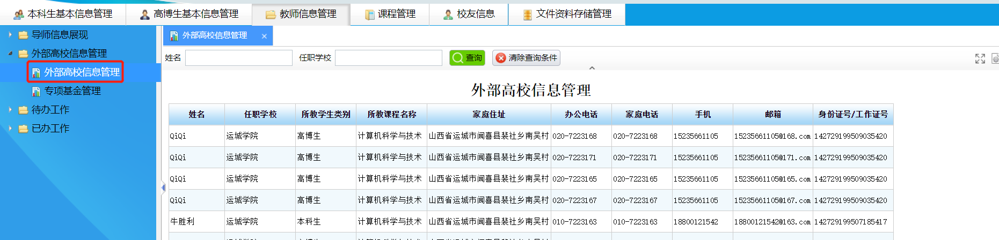 本科生基本信息管理 高博生基本信息管理 教师信息管理 课程管理 校友信息 文件资料存储管理
导师信息展现
外部高校信息管理
外部高校信息管理
专项基金管理
待办工作
已办工作
外部高校信息管理
姓名 任职学校 查询 清除查询条件
外部高校信息管理
姓名 任职学校 所教学生类别 所教课程名称 家庭住址 办公电话 家庭电话 手机 邮箱 身份证号/工作证号
QiQi 运城学院 高博生 计算机科学与技术 山西省运城市闻喜县裴社乡南吴村 020-7223168 020-7223168 15235661105 15235661105@168.com 142729199509035420
QiQi 运城学院 高博生 计算机科学与技术 山西省运城市闻喜县裴社乡南吴村 020-7223171 020-7223171 15235661105 15235661105@171.com 142729199509035420
QiQi 运城学院 高博生 计算机科学与技术 山西省运城市闻喜县裴社乡南吴村 020-7223165 020-7223165 15235661105 15235661105@165.com 142729199509035420
QiQi 运城学院 高博生 计算机科学与技术 山西省运城市闻喜县裴社乡南吴村 020-7223167 020-7223167 15235661105 15235661105@167.com 142729199509035420
牛胜利 运城学院 本科生 计算机科学与技术 山西省运城市闻喜县裴社乡南吴村 010-7223163 010-7223163 18800121542 18800121542@163.com 142729199507185417